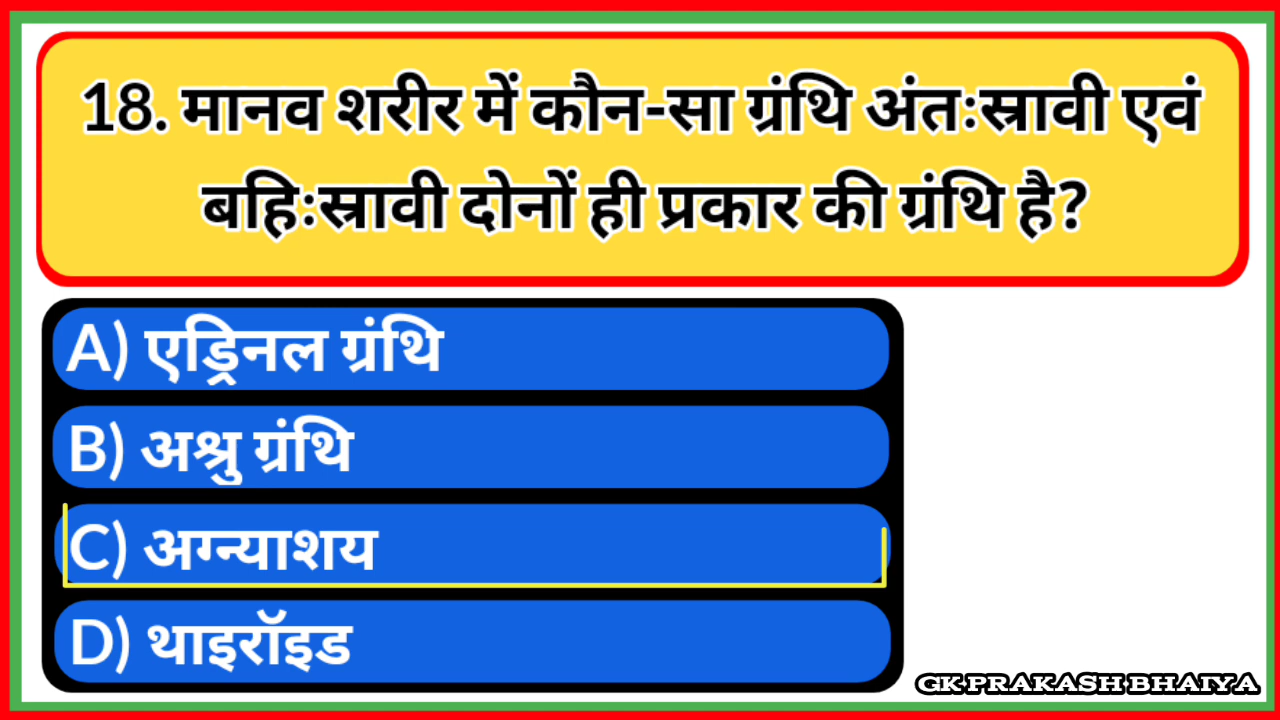 18. मानव शरीर में कौन-सा ग्रंथि अंतःस्रावी एवं
बहिःस्रावी दोनों ही प्रकार की ग्रंथि है?
A) एड्रिनल ग्रंथि
B) अश्रु ग्रंथि
C) अग्न्याशय
D) थाइरॉइड
GK PRAKASH BHAIYA